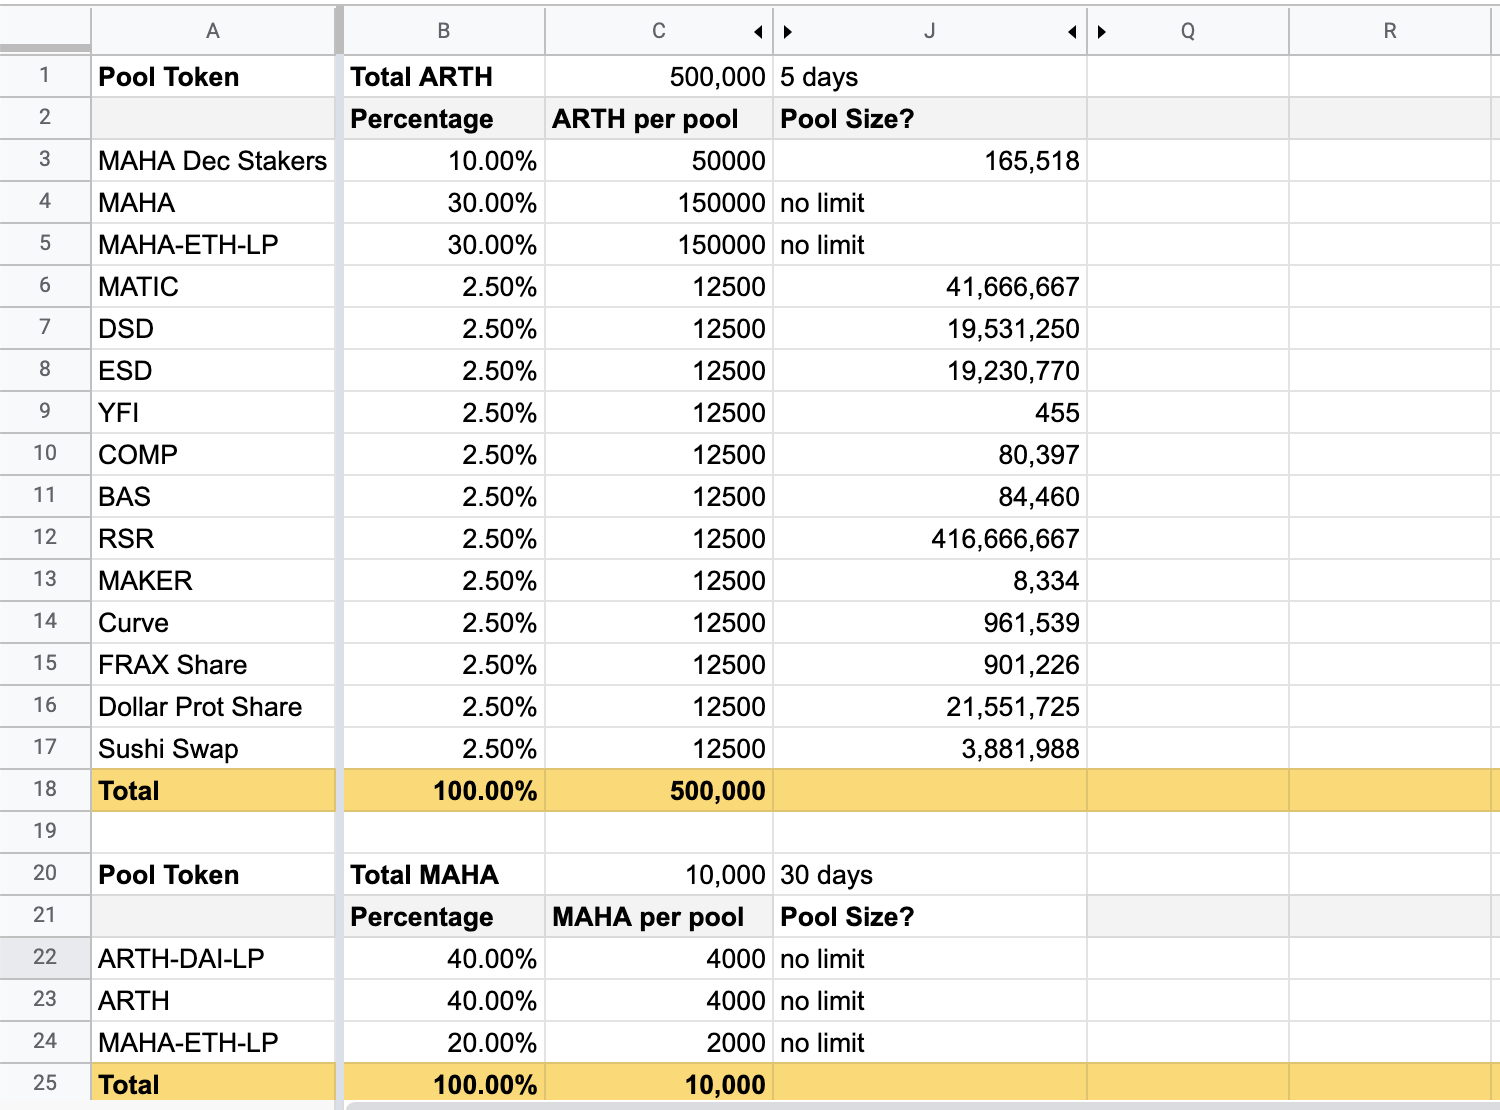 A B C J Q R
1 Pool Token Total ARTH 500,000 5 days
2 Percentage ARTH per pool Pool Size?
3 MAHA Dec Stakers 10.00% 50000 165,518
4 MAHA 30.00% 150000 no limit
5 MAHA-ETH-LP 30.00% 150000 no limit
6 MATIC 2.50% 12500 41,666,667
7 DSD 2.50% 12500 19,531,250
8 ESD 2.50% 12500 19,230,770
9 YFI 2.50% 12500 455
10 COMP 2.50% 12500 80,397
11 BAS 2.50% 12500 84,460
12 RSR 2.50% 12500 416,666,667
13 MAKER 2.50% 12500 8,334
14 Curve 2.50% 12500 961,539
15 FRAX Share 2.50% 12500 901,226
16 Dollar Prot Share 2.50% 12500 21,551,725
17 Sushi Swap 2.50% 12500 3,881,988
18 Total 100.00% 500,000
19
20 Pool Token Total MAHA 10,000 30 days
21 Percentage MAHA per pool Pool Size?
22 ARTH-DAI-LP 40.00% 4000 no limit
23 ARTH 40.00% 4000 no limit
24 MAHA-ETH-LP 20.00% 2000 no limit
25 Total 100.00% 10,000